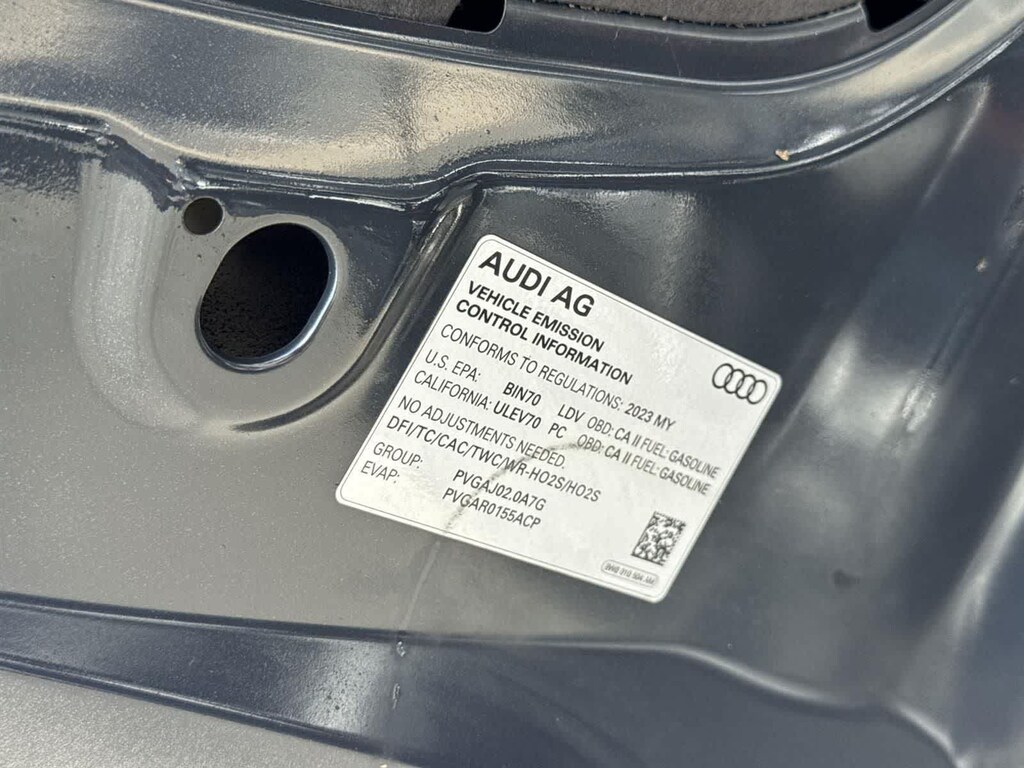 AUDI AG
VEHICLE EMISSION
CONTROL INFORMATION
CONFORMS TO REGULATIONS: 2023 MY
U.S. EPA: BIN70 LDV OBD: CA II FUEL: GASOLINE
CALIFORNIA: ULEV70 PC OBD: CA II FUEL: GASOLINE
NO ADJUSTMENTS NEEDED.
DFI/TC/CAC/TWC/WR-HO2S/HO2S
GROUP: PVGAJ02.0A7G
EVAP: PVGAR0155ACP